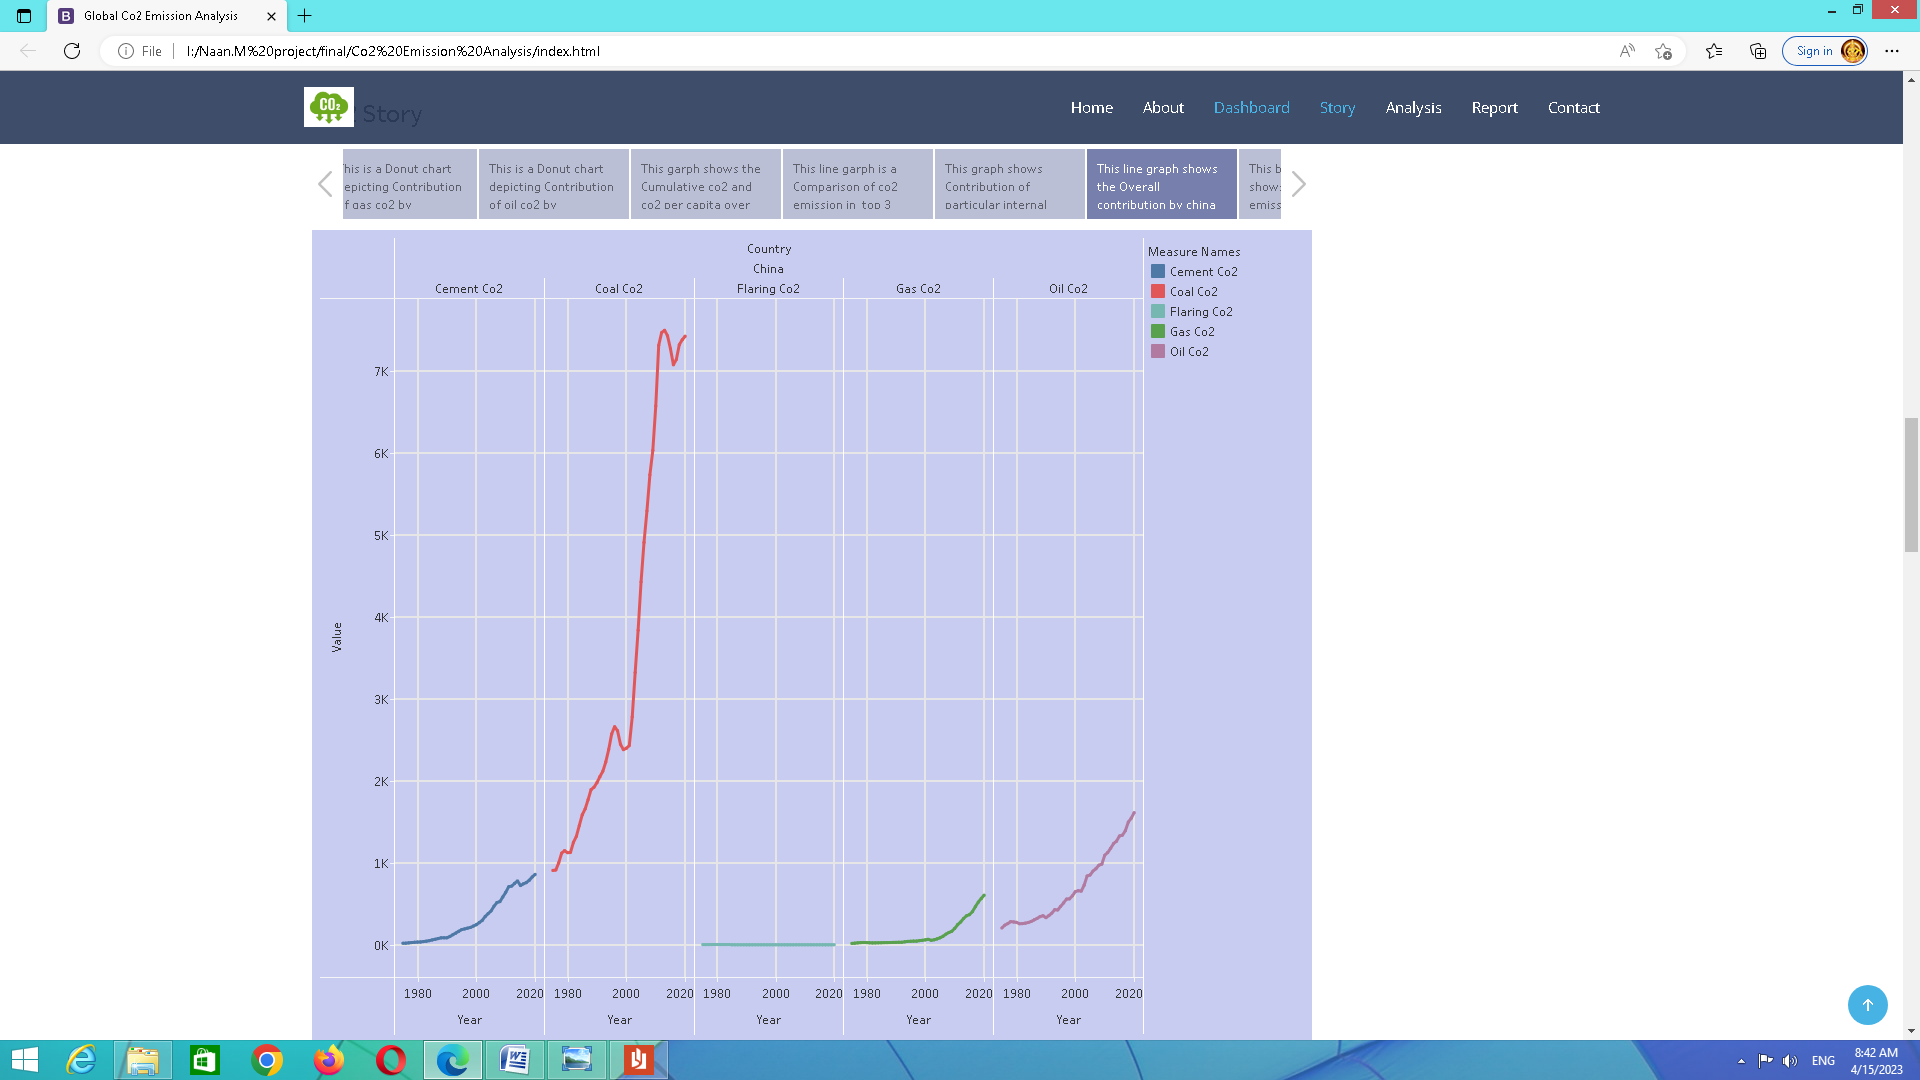 Global Co2 Emission Analysis
File
I:/Naan.M%20project/final/Co2%20Emission%20Analysis/index.html
Sign in
CO2
Story
Home About Dashboard Story Analysis Report Contact
his is a Donut chart
epicting Contribution
f gas co2 by
This is a Donut chart
depicting Contribution
of oil co2 by
This garph shows the
Cumulative co2 and
co2 per capita over
This line garph is a
Comparison of co2
emission in top 3
This graph shows
Contribution of
particular internal
This line graph shows
the Overall
contribution by china
This b
show
emiss
Country
China
Cement Co2 Coal Co2 Flaring Co2 Gas Co2 Oil Co2
Measure Names
Cement Co2
Coal Co2
Flaring Co2
Gas Co2
Oil Co2
Value
7K
6K
5K
4K
3K
2K
1K
0K
1980 2000 2020 1980 2000 2020 1980 2000 2020 1980 2000 2020 1980 2000 2020
Year Year Year Year Year
ENG
8:42 AM
4/15/2023